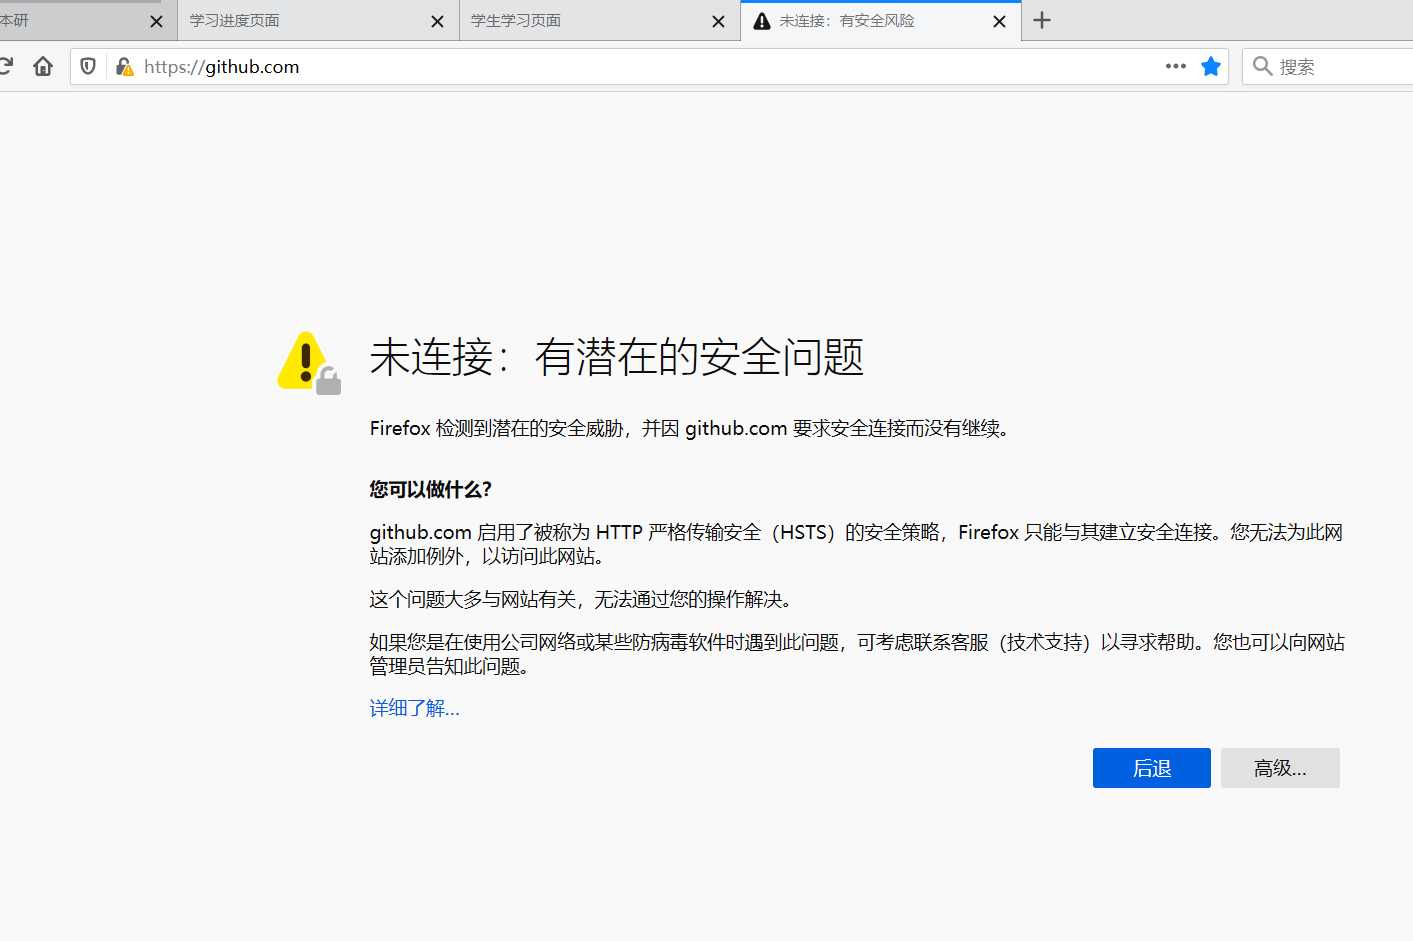 本研
学习进度页面
学生学习页面
未连接：有安全风险
https://github.com
搜索
未连接：有潜在的安全问题
Firefox 检测到潜在的安全威胁，并因 github.com 要求安全连接而没有继续。
您可以做什么？
github.com 启用了被称为 HTTP 严格传输安全（HSTS）的安全策略，Firefox 只能与其建立安全连接。您无法为此网
站添加例外，以访问此网站。
这个问题大多与网站有关，无法通过您的操作解决。
如果您是在使用公司网络或某些防病毒软件时遇到此问题，可考虑联系客服（技术支持）以寻求帮助。您也可以向网站
管理员告知此问题。
详细了解...
后退
高级...